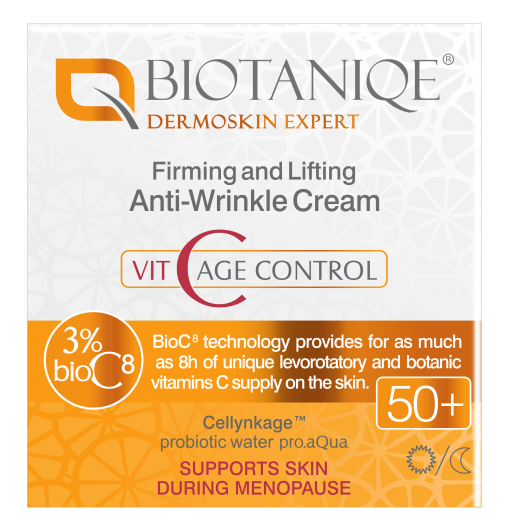 BIOTANIQE®
DERMOSKIN EXPERT
Firming and Lifting
Anti-Wrinkle Cream
VIT C AGE CONTROL
3%
bioC⁸
BioC⁸ technology provides for as much
as 8h of unique levorotatory and botanic
vitamins C supply on the skin.
50+
Cellynkage™
probiotic water pro.aQua
SUPPORTS SKIN
DURING MENOPAUSE